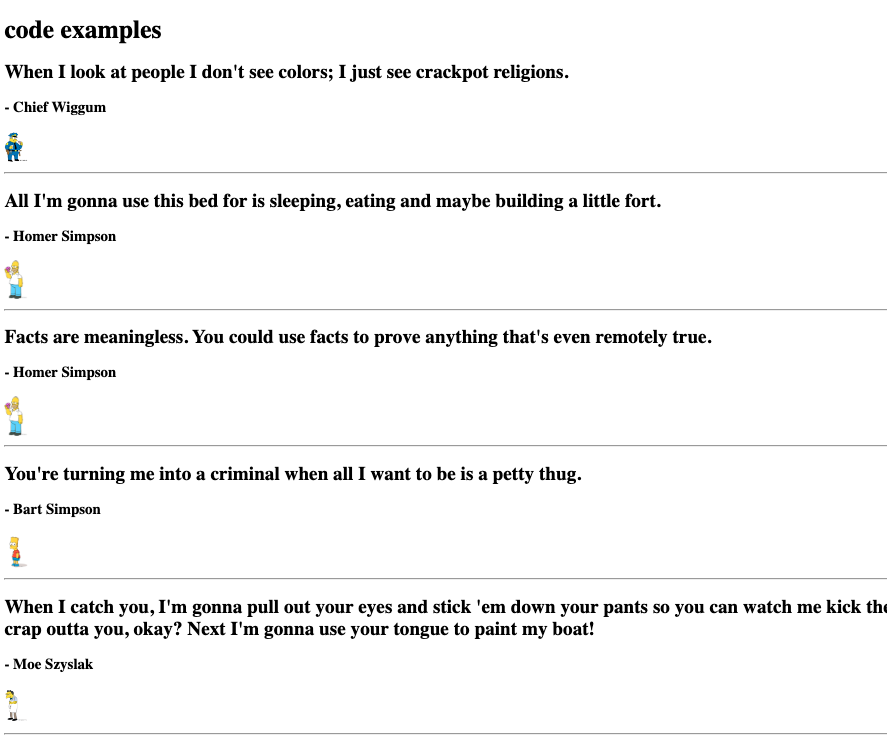 code examples
When I look at people I don't see colors; I just see crackpot religions.
- Chief Wiggum
All I'm gonna use this bed for is sleeping, eating and maybe building a little fort.
- Homer Simpson
Facts are meaningless. You could use facts to prove anything that's even remotely true.
- Homer Simpson
You're turning me into a criminal when all I want to be is a petty thug.
- Bart Simpson
When I catch you, I'm gonna pull out your eyes and stick 'em down your pants so you can watch me kick the
crap outta you, okay? Next I'm gonna use your tongue to paint my boat!
- Moe Szyslak